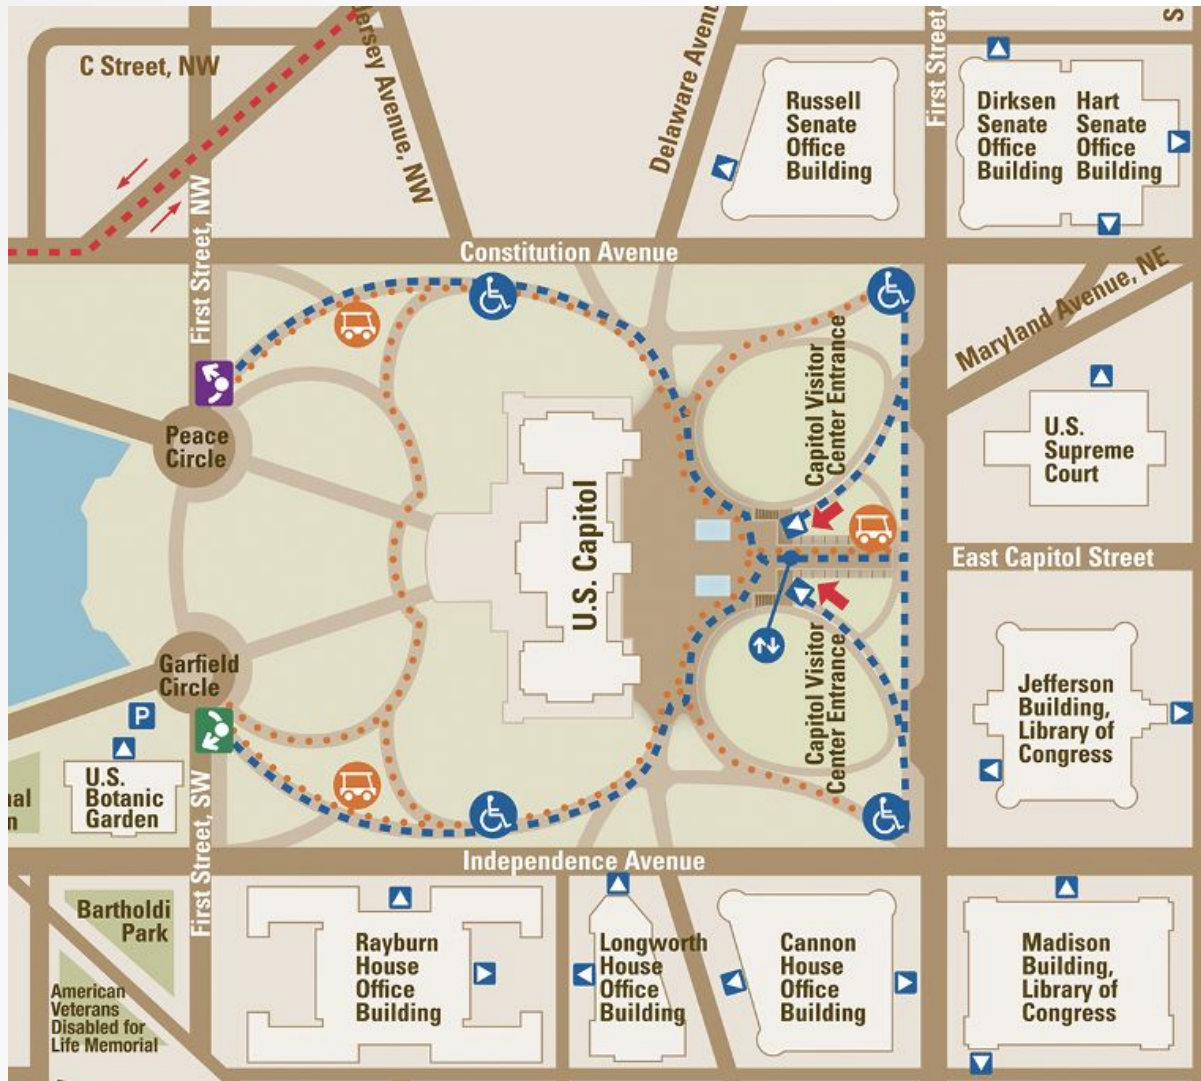 C Street, NW
Jersey Avenue, NW
Delaware Avenu
First Street,
S
Russell
Senate
Office
Building
Dirksen
Senate
Office
Building
Hart
Senate
Office
Building
First Street, NW
Constitution Avenue
Maryland Avenue, NE
Capitol Visitor
Center Entrance
Peace
Circle
U.S. Capitol
U.S.
Supreme
Court
East Capitol Street
Garfield
Circle
Capitol Visitor
Center Entrance
Jefferson
Building,
Library of
Congress
P
U.S.
Botanic
Garden
al
n
First Street, SW
Independence Avenue
Bartholdi
Park
American
Veterans
Disabled for
Life Memorial
Rayburn
House
Office
Building
Longworth
House
Office
Building
Cannon
House
Office
Building
Madison
Building,
Library of
Congress